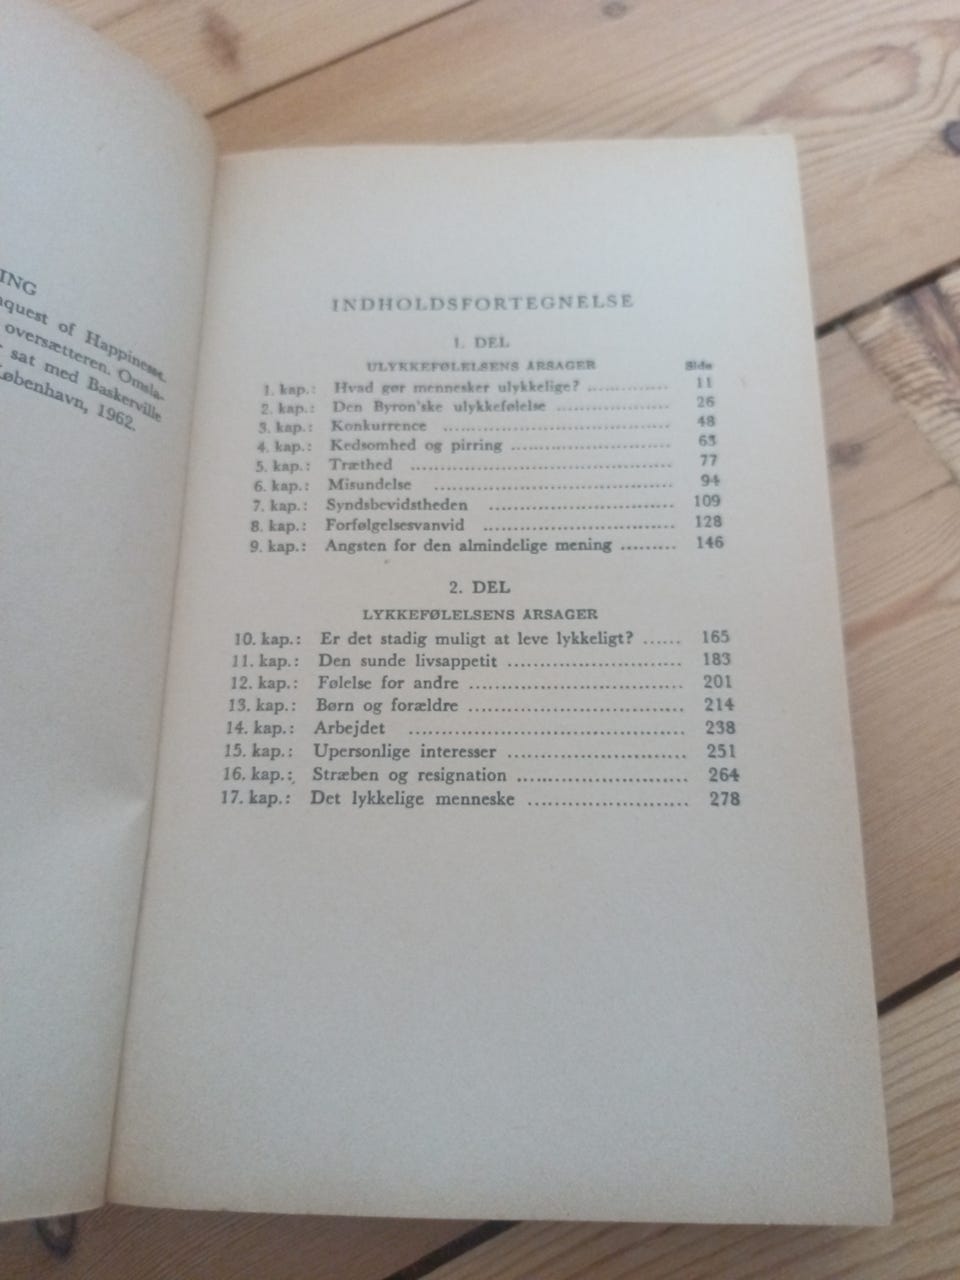 ING
nquest of Happiness.
oversætteren. Omsla-
sat med Baskerville
København, 1962.
INDHOLDSFORTEGNELSE
1. DEL
ULYKKEFØLELSENS ÅRSAGER Side
1. kap.: Hvad gør mennesker ulykkelige? .............. 11
2. kap.: Den Byron'ske ulykkefølelse .................... 26
3. kap.: Konkurrence ........................................ 48
4. kap.: Kedsomhed og pirring ............................ 63
5. kap.: Træthed .............................................. 77
6. kap.: Misundelse .......................................... 94
7. kap.: Syndsbevidstheden ................................ 109
8. kap.: Forfølgelsesvanvid ................................ 128
9. kap.: Angsten for den almindelige mening ......... 146
2. DEL
LYKKEFØLELSENS ÅRSAGER
10. kap.: Er det stadig muligt at leve lykkeligt? ...... 165
11. kap.: Den sunde livsappetit ............................ 183
12. kap.: Følelse for andre .................................. 201
13. kap.: Børn og forældre .................................. 214
14. kap.: Arbejdet .............................................. 238
15. kap.: Upersonlige interesser ............................ 251
16. kap.: Stræben og resignation .......................... 264
17. kap.: Det lykkelige menneske .......................... 278